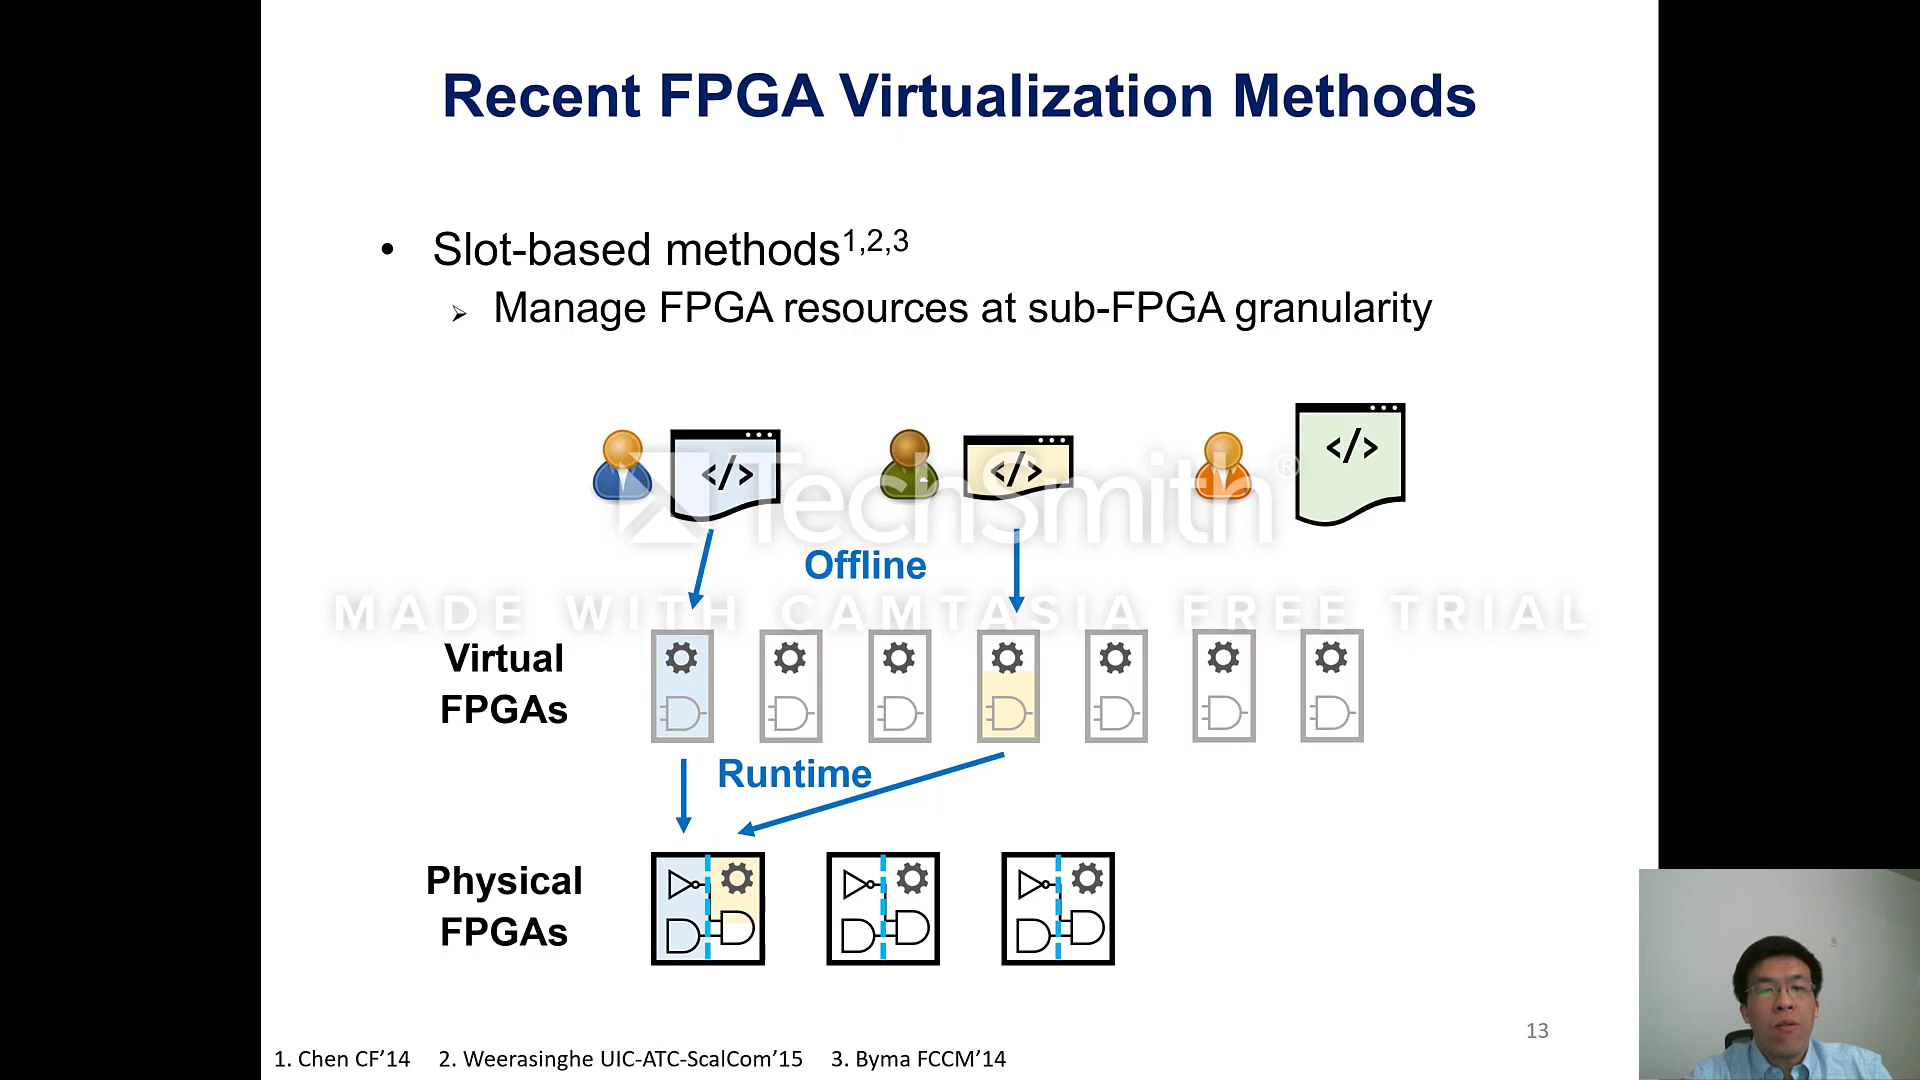 Recent FPGA Virtualization Methods
• Slot-based methods1,2,3
➢ Manage FPGA resources at sub-FPGA granularity
</> </> </>
TechSmith®
Offline
MADE WITH CAMTASIA FREE TRIAL
Virtual
FPGAs
Runtime
Physical
FPGAs
13
1. Chen CF’14 2. Weerasinghe UIC-ATC-ScalCom’15 3. Byma FCCM’14